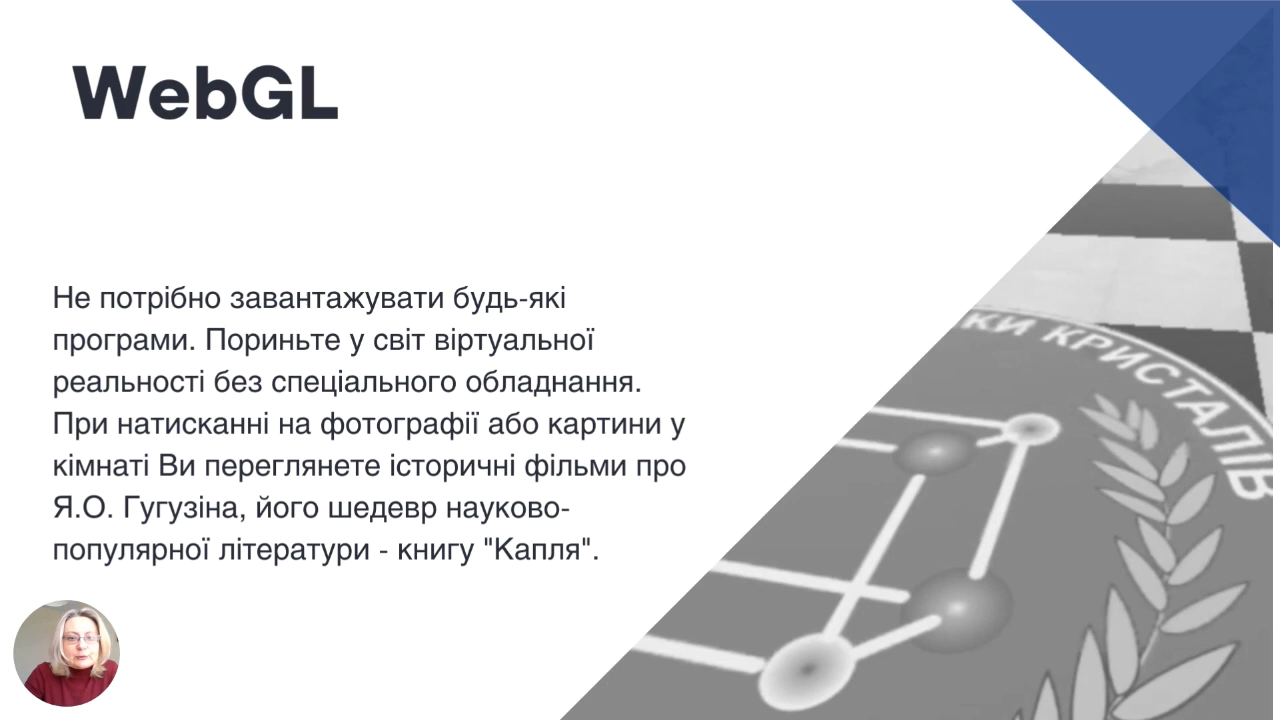 WebGL
Не потрібно завантажувати будь-які
програми. Пориньте у світ віртуальної
реальності без спеціального обладнання.
При натисканні на фотографії або картини у
кімнаті Ви переглянете історичні фільми про
Я.О. Гугузіна, його шедевр науково-
популярної літератури - книгу "Капля".
КРИСТАЛІВ